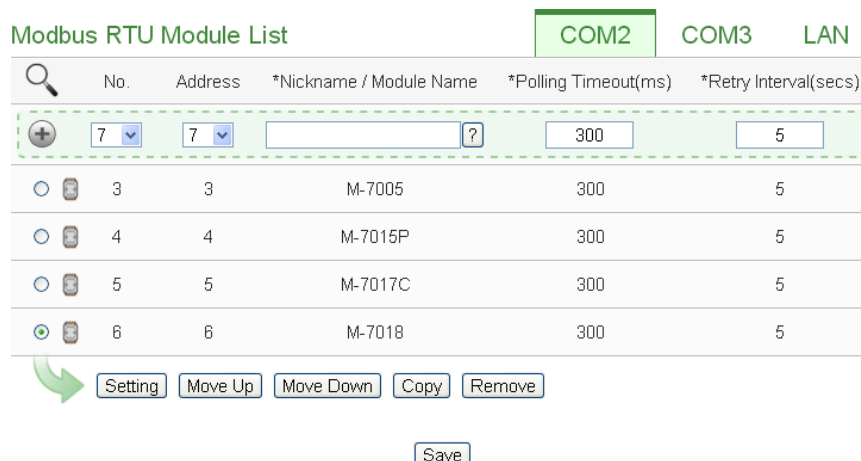 Modbus RTU Module List COM2 COM3 LAN
No. Address *Nickname / Module Name *Polling Timeout(ms) *Retry Interval(secs)
7 7 ? 300 5
3 3 M-7005 300 5
4 4 M-7015P 300 5
5 5 M-7017C 300 5
6 6 M-7018 300 5
Setting Move Up Move Down Copy Remove
Save